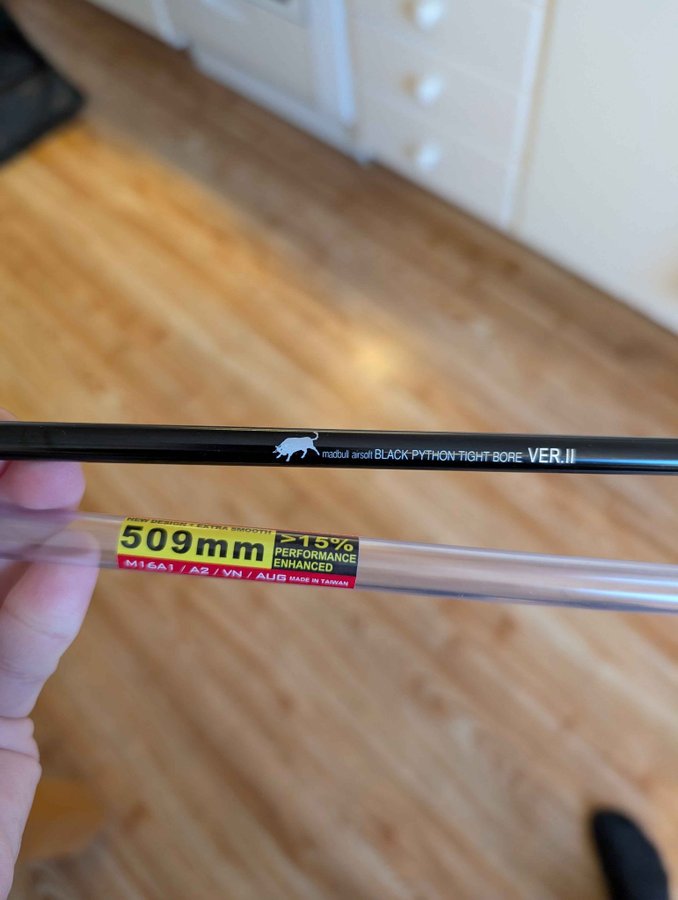 madbull airsoft BLACK PYTHON TIGHT BORE VER.II
NEW DESIGN + EXTRA SMOOTH
509mm
>15%
PERFORMANCE
ENHANCED
M16A1 / A2 / VN / AUG MADE IN TAIWAN